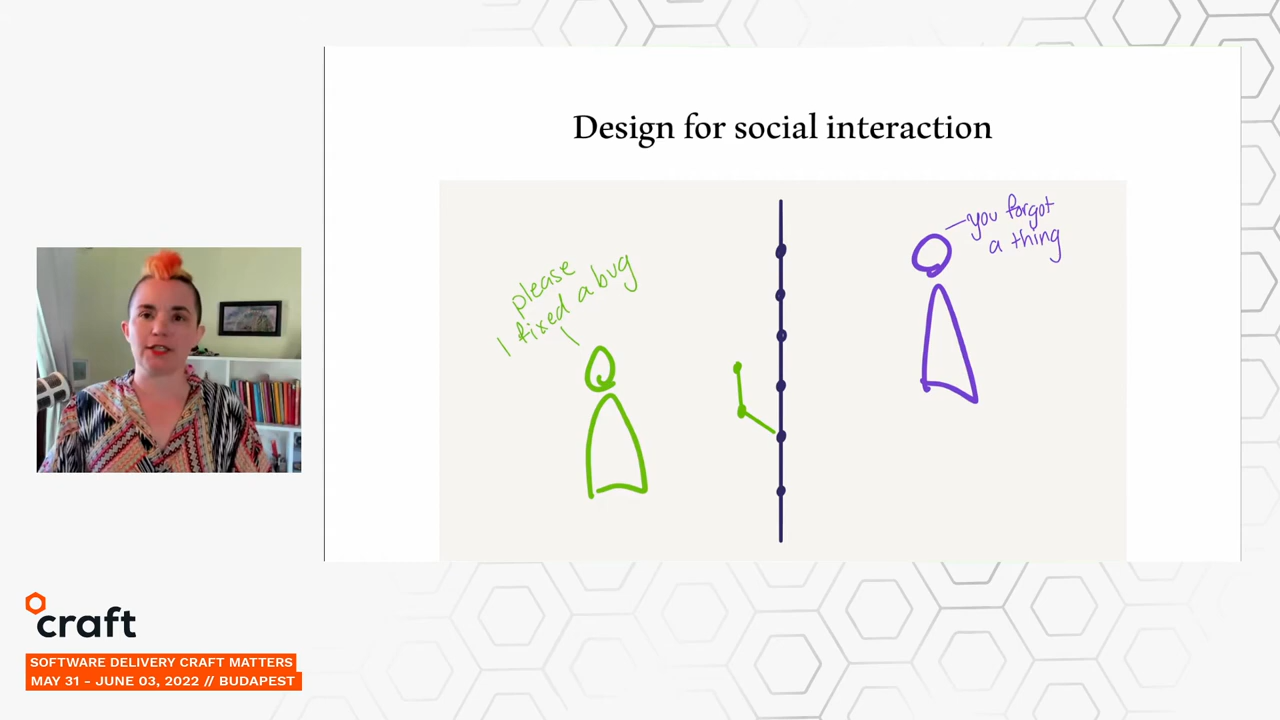 Design for social interaction
please
I fixed a bug
you forgot
a thing
craft
SOFTWARE DELIVERY CRAFT MATTERS
MAY 31 - JUNE 03, 2022 // BUDAPEST